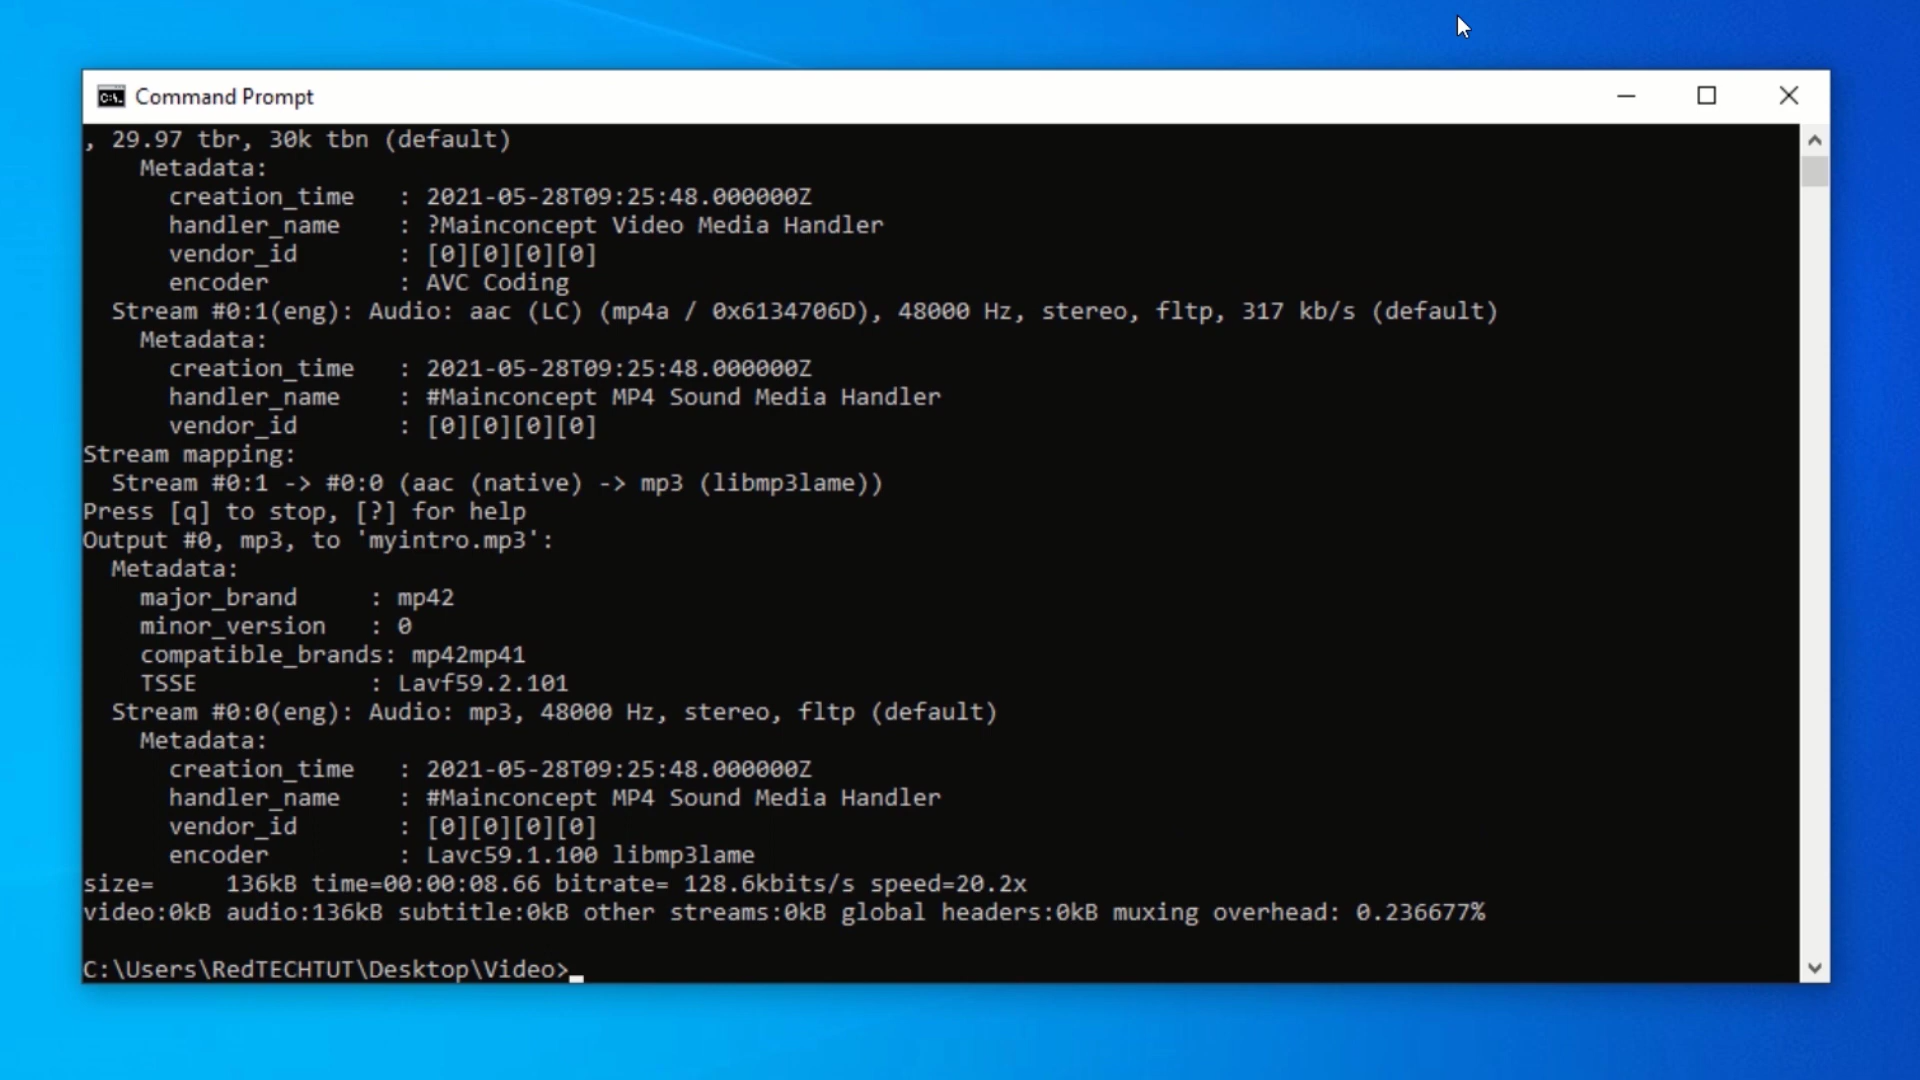 Command Prompt
, 29.97 tbr, 30k tbn (default)
Metadata:
creation_time : 2021-05-28T09:25:48.000000Z
handler_name : ?Mainconcept Video Media Handler
vendor_id : [0][0][0][0]
encoder : AVC Coding
Stream #0:1(eng): Audio: aac (LC) (mp4a / 0x6134706D), 48000 Hz, stereo, fltp, 317 kb/s (default)
Metadata:
creation_time : 2021-05-28T09:25:48.000000Z
handler_name : #Mainconcept MP4 Sound Media Handler
vendor_id : [0][0][0][0]
Stream mapping:
Stream #0:1 -> #0:0 (aac (native) -> mp3 (libmp3lame))
Press [q] to stop, [?] for help
Output #0, mp3, to 'myintro.mp3':
Metadata:
major_brand : mp42
minor_version : 0
compatible_brands: mp42mp41
TSSE : Lavf59.2.101
Stream #0:0(eng): Audio: mp3, 48000 Hz, stereo, fltp (default)
Metadata:
creation_time : 2021-05-28T09:25:48.000000Z
handler_name : #Mainconcept MP4 Sound Media Handler
vendor_id : [0][0][0][0]
encoder : Lavc59.1.100 libmp3lame
size= 136kB time=00:00:08.66 bitrate= 128.6kbits/s speed=20.2x
video:0kB audio:136kB subtitle:0kB other streams:0kB global headers:0kB muxing overhead: 0.236677%
C:\Users\RedTECHTUT\Desktop\Video>_